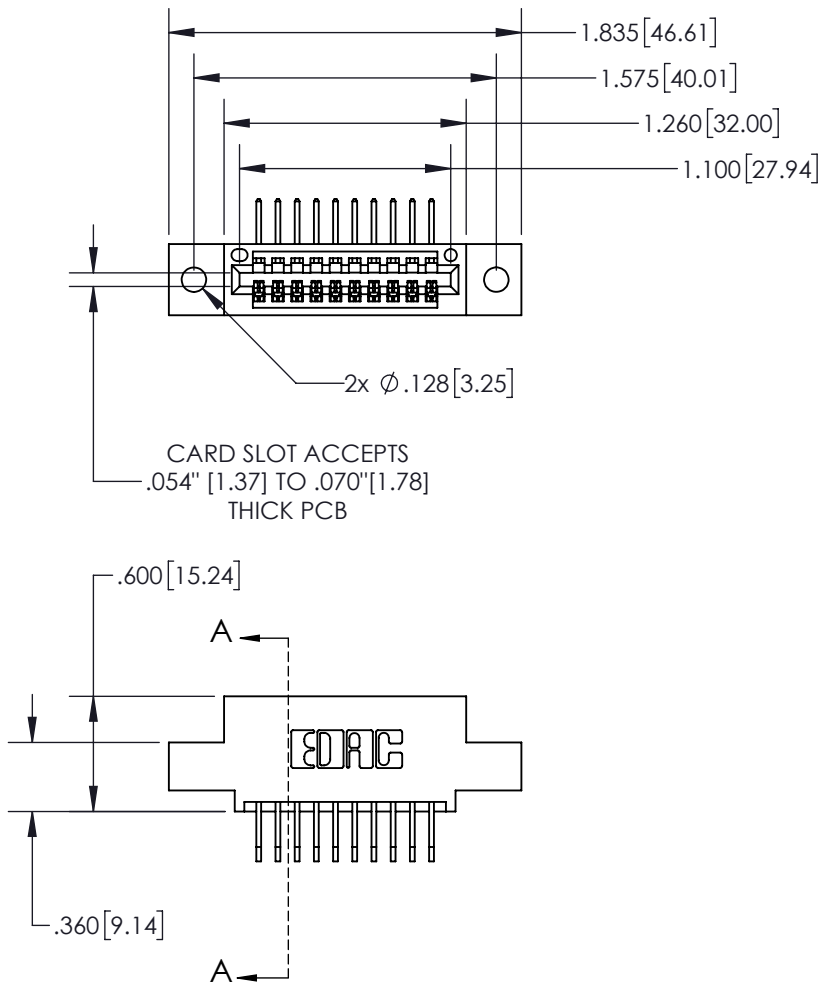 1.835[46.61]
1.575[40.01]
1.260[32.00]
1.100[27.94]
2x ∅.128[3.25]
CARD SLOT ACCEPTS
.054" [1.37] TO .070"[1.78]
THICK PCB
.600[15.24]
A
EDAC
.360[9.14]
A